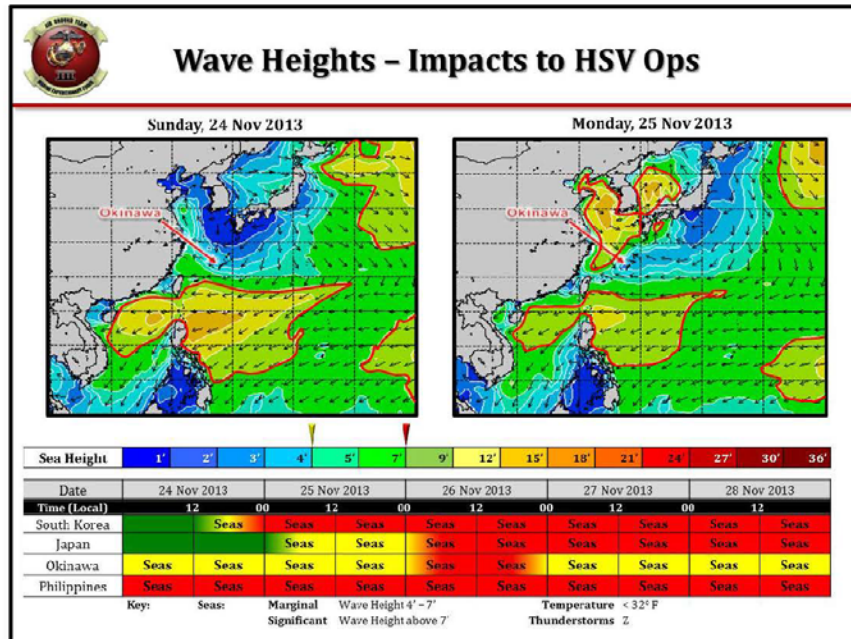 III
Wave Heights – Impacts to HSV Ops
Sunday, 24 Nov 2013
Monday, 25 Nov 2013
Okinawa
Okinawa
Sea Height 1' 2' 3' 4' 5' 7' 9' 12' 15' 18' 21' 24' 27' 30' 36'
Date 24 Nov 2013 25 Nov 2013 26 Nov 2013 27 Nov 2013 28 Nov 2013
Time (Local) 12 00 12 00 12 00 12 00 12
South Korea Seas Seas Seas Seas Seas Seas Seas Seas Seas
Japan Seas Seas Seas Seas Seas Seas Seas Seas
Okinawa Seas Seas Seas Seas Seas Seas Seas Seas Seas Seas
Philippines Seas Seas Seas Seas Seas Seas Seas Seas Seas Seas
Key: Seas: Marginal Wave Height 4' – 7' Temperature < 32° F
Significant Wave Height above 7' Thunderstorms Z